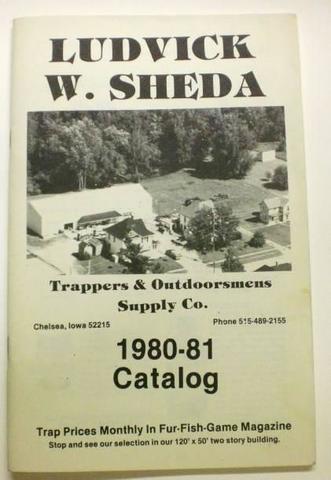 LUDVICK
W. SHEDA
Trappers & Outdoorsmens
Supply Co.
Chelsea, Iowa 52215
Phone 515-489-2155
1980-81
Catalog
Trap Prices Monthly In Fur-Fish-Game Magazine
Stop and see our selection in our 120' x 50' two story building.